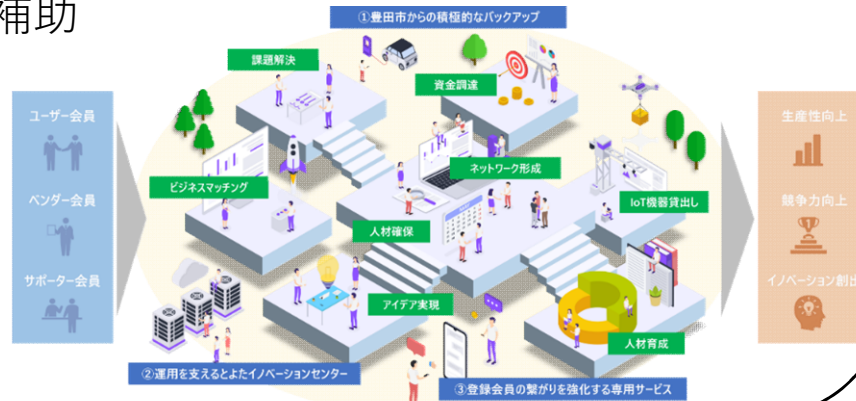 補助
①豊田市からの積極的なバックアップ
課題解決
資金調達
ユーザー会員
生産性向上
ネットワーク形成
ビジネスマッチング
ベンダー会員
IoT機器貸出し
競争力向上
人材確保
サポーター会員
イノベーション創出
アイデア実現
人材育成
②運用を支えるとよたイノベーションセンター
③登録会員の繋がりを強化する専用サービス